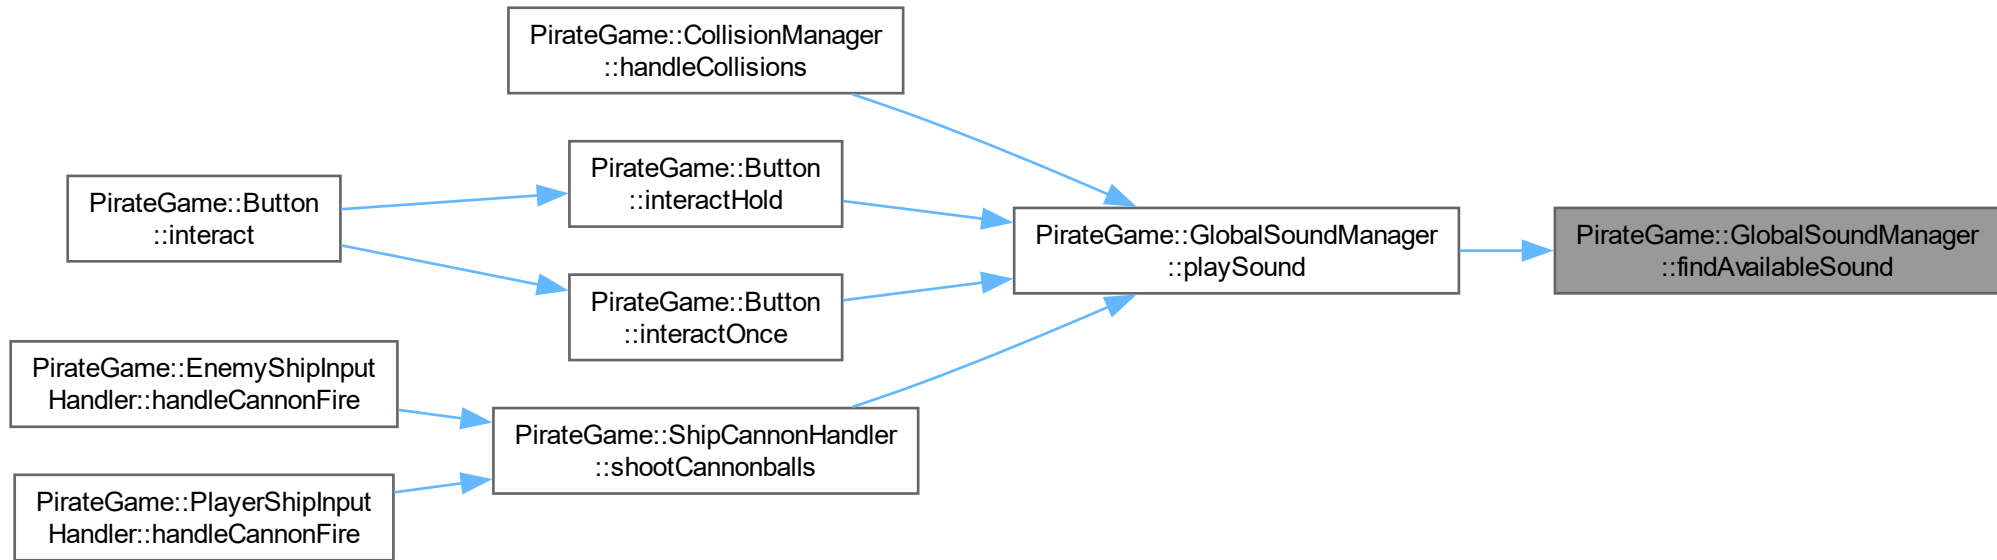 PirateGame::CollisionManager
::handleCollisions
PirateGame::Button
::interactHold
PirateGame::Button
::interact
PirateGame::GlobalSoundManager
::playSound
PirateGame::GlobalSoundManager
::findAvailableSound
PirateGame::Button
::interactOnce
PirateGame::EnemyShipInput
Handler::handleCannonFire
PirateGame::ShipCannonHandler
::shootCannonballs
PirateGame::PlayerShipInput
Handler::handleCannonFire